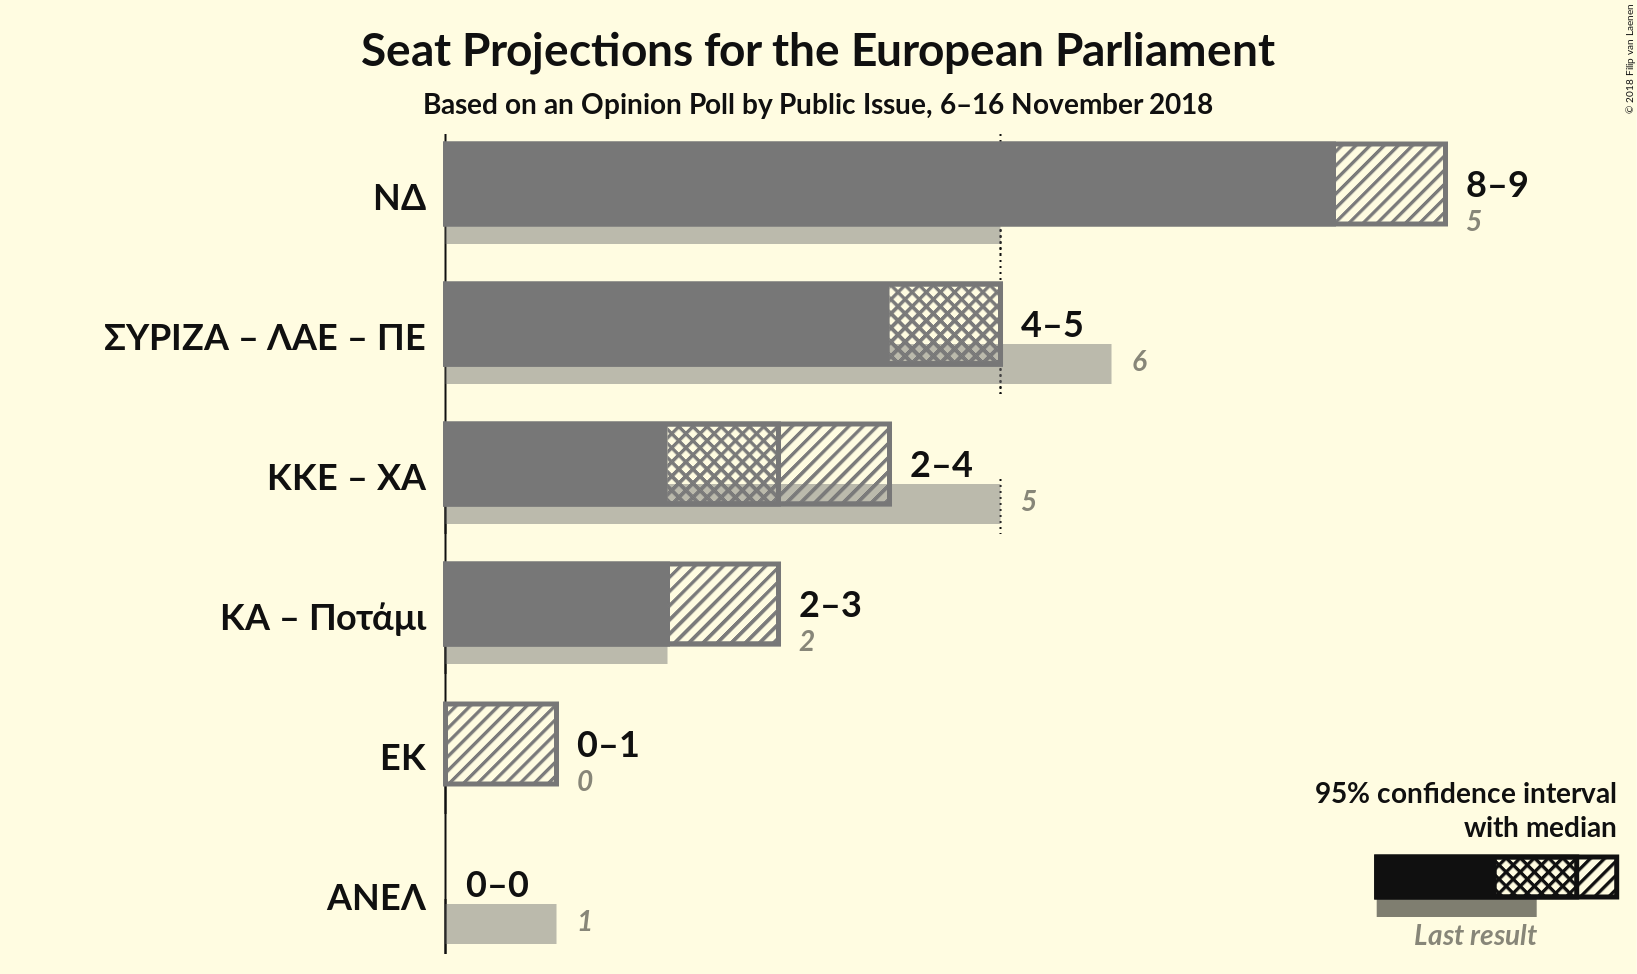 Seat Projections for the European Parliament
Based on an Opinion Poll by Public Issue, 6–16 November 2018
© 2018 Filip van Laenen
ΝΔ
8–9
5
ΣΥΡΙΖΑ – ΛΑΕ – ΠΕ
4–5
6
ΚΚΕ – ΧΑ
2–4
5
ΚΑ – Ποτάμι
2–3
2
ΕΚ
0–1
0
ΑΝΕΛ
0–0
1
95% confidence interval
with median
Last result